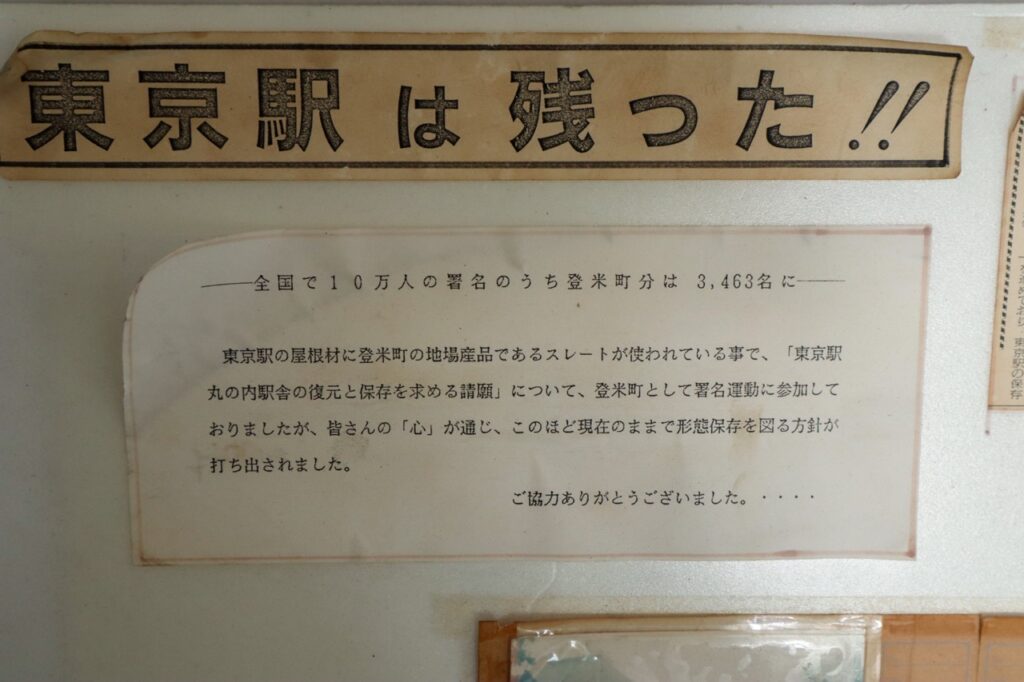 東京駅は残った!!
――全国で10万人の署名のうち登米町分は 3,463名に――
東京駅の屋根材に登米町の地場産品であるスレートが使われている事で、「東京駅
丸の内駅舎の復元と保存を求める請願」について、登米町として署名運動に参加して
おりましたが、皆さんの「心」が通じ、このほど現在のままで形態保存を図る方針が
打ち出されました。
ご協力ありがとうございました。・・・・
東京駅の保存